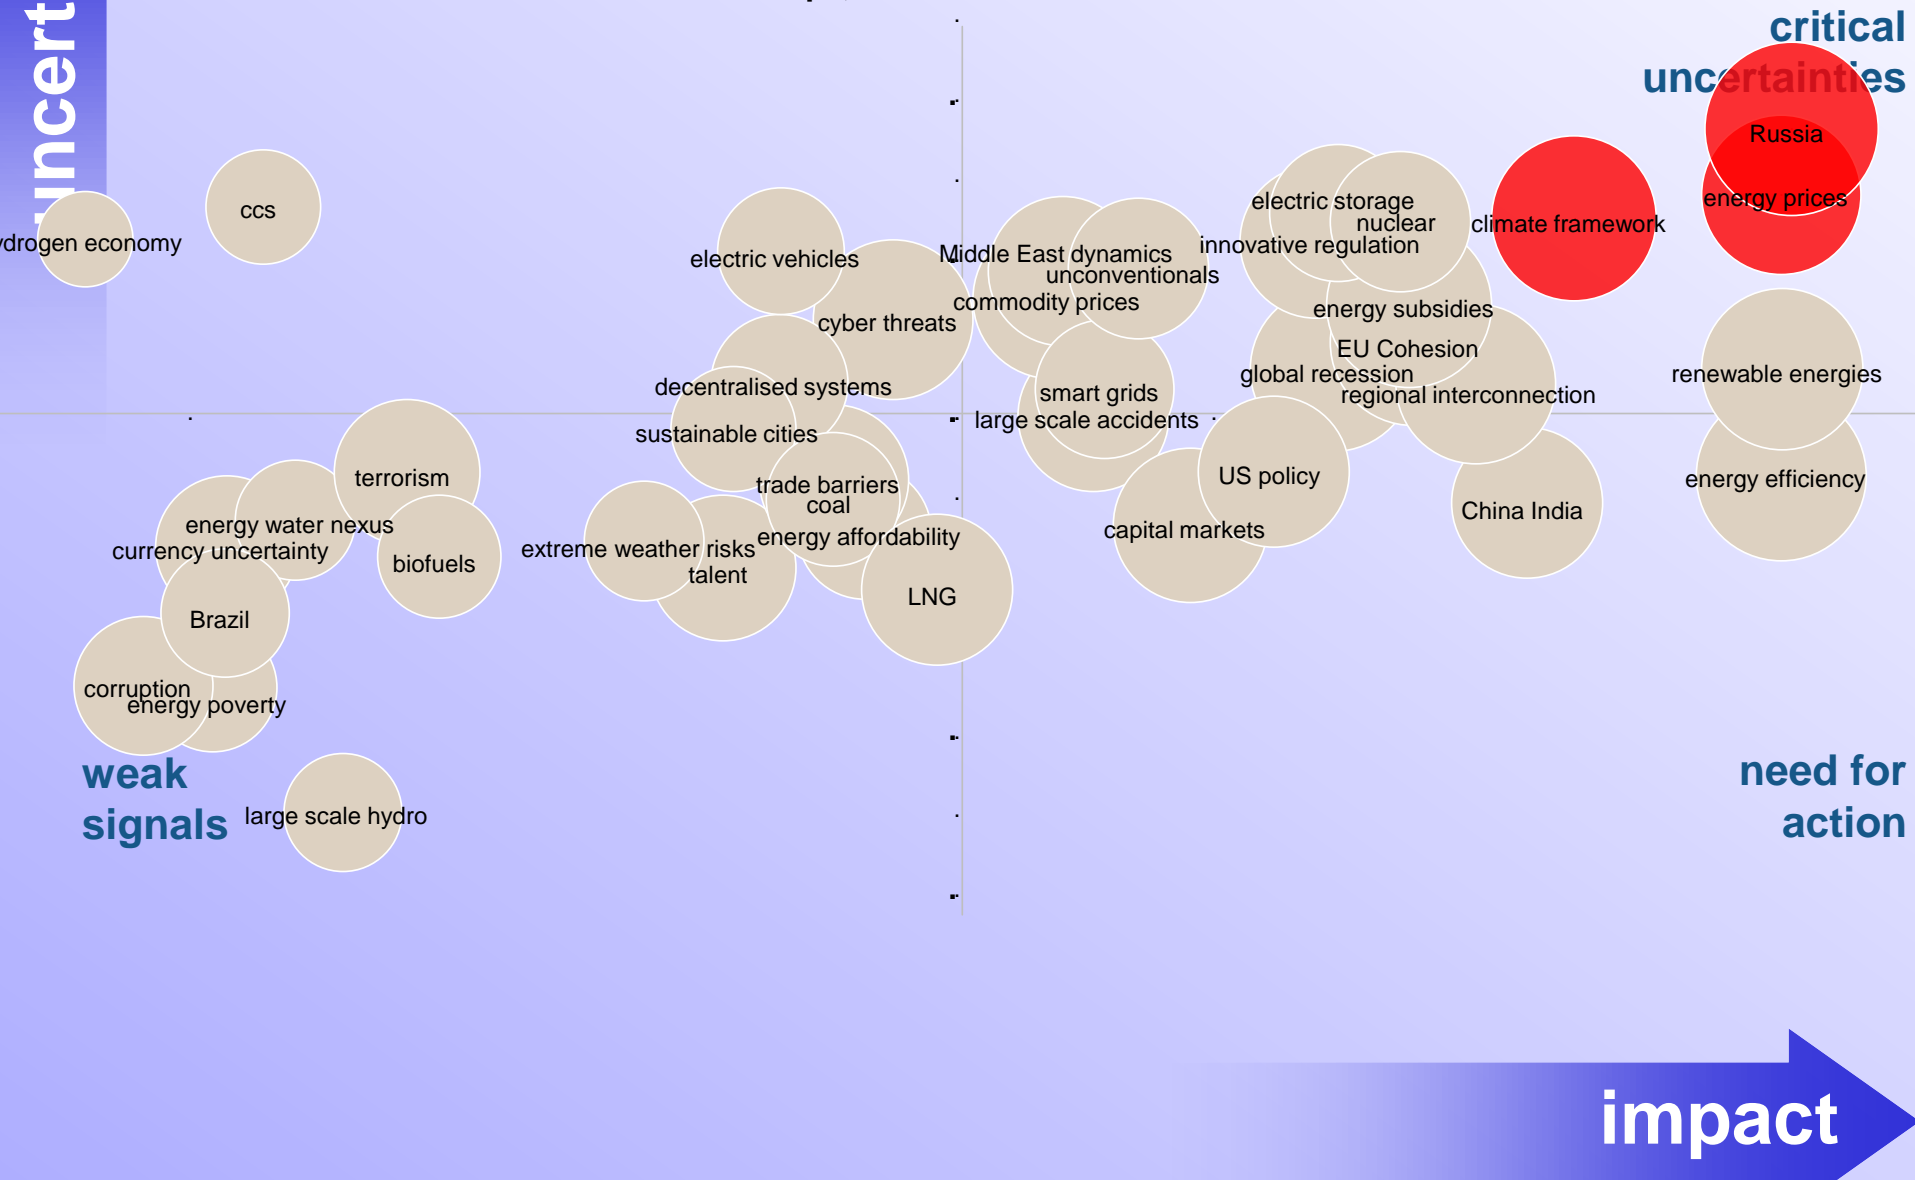 critical
uncertainties
uncert
Russia
energy prices
ccs
electric storage
nuclear
climate framework
ydrogen economy
innovative regulation
electric vehicles
Middle East dynamics
unconventionals
commodity prices
energy subsidies
cyber threats
EU Cohesion
global recession
renewable energies
decentralised systems
smart grids
regional interconnection
large scale accidents
sustainable cities
terrorism
US policy
energy efficiency
trade barriers
coal
China India
energy water nexus
capital markets
energy affordability
currency uncertainty
extreme weather risks
biofuels
talent
LNG
Brazil
corruption
energy poverty
weak
signals
large scale hydro
need for
action
impact